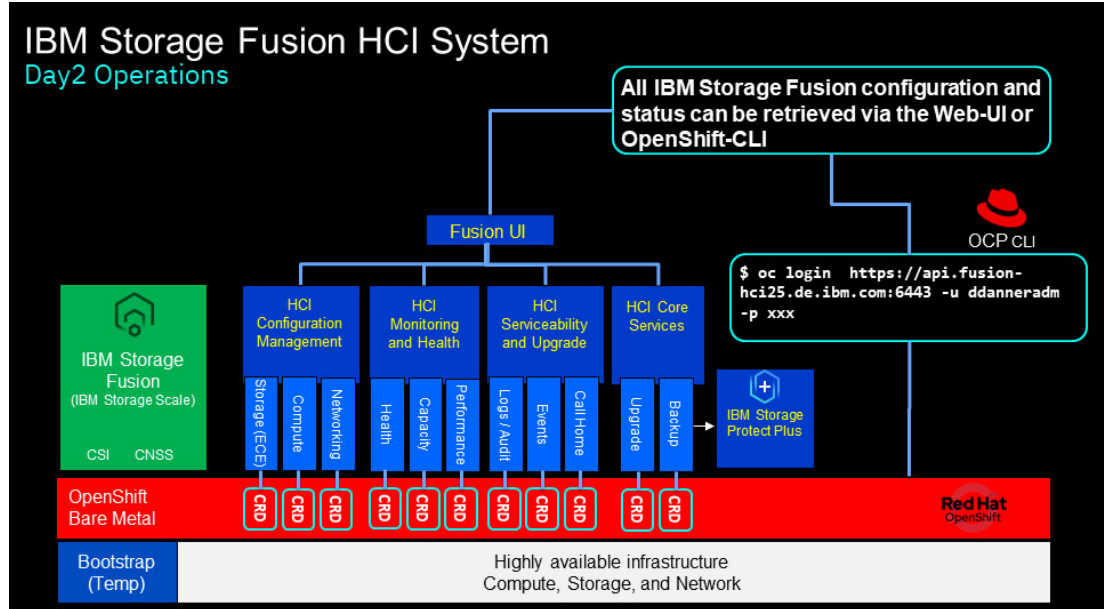 IBM Storage Fusion HCI System
Day2 Operations
All IBM Storage Fusion configuration and
status can be retrieved via the Web-UI or
OpenShift-CLI
Fusion UI
OCP CLI
$ oc login  https://api.fusion-
hci25.de.ibm.com:6443 -u ddanneradm
-p xxx
HCI
Configuration
Management
HCI
Monitoring
and Health
HCI
Serviceability
and Upgrade
HCI Core
Services
IBM Storage
Fusion
(IBM Storage Scale)
CSI CNSS
Storage (ECE)
Compute
Networking
Health
Capacity
Performance
Logs / Audit
Events
Call Home
Upgrade
Backup
IBM Storage
Protect Plus
OpenShift
Bare Metal
CRD
CRD
CRD
CRD
CRD
CRD
CRD
CRD
CRD
CRD
CRD
Red Hat
OpenShift
Bootstrap
(Temp)
Highly available infrastructure
Compute, Storage, and Network